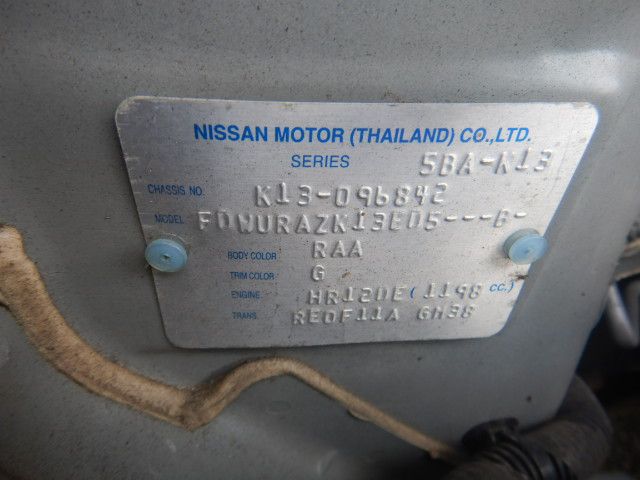 NISSAN MOTOR (THAILAND) CO.,LTD.
SERIES 5BA-K13
CHASSIS NO. K13-096842
MODEL FDWURAZK13ED5---B-
BODY COLOR RAA
TRIM COLOR G
ENGINE HR12DE ( 1198 cc.)
TRANS. RE0F11A GH38